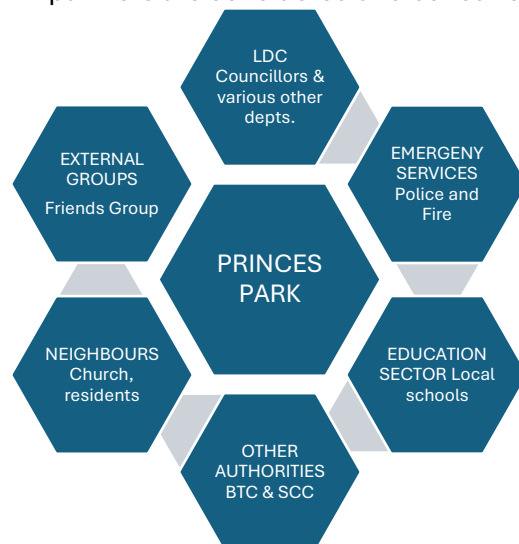 LDC
Councillors &
various other
depts.
EXTERNAL
GROUPS
Friends Group
EMERGENY
SERVICES
Police and
Fire
PRINCES
PARK
NEIGHBOURS
Church,
residents
EDUCATION
SECTOR Local
schools
OTHER
AUTHORITIES
BTC & SCC